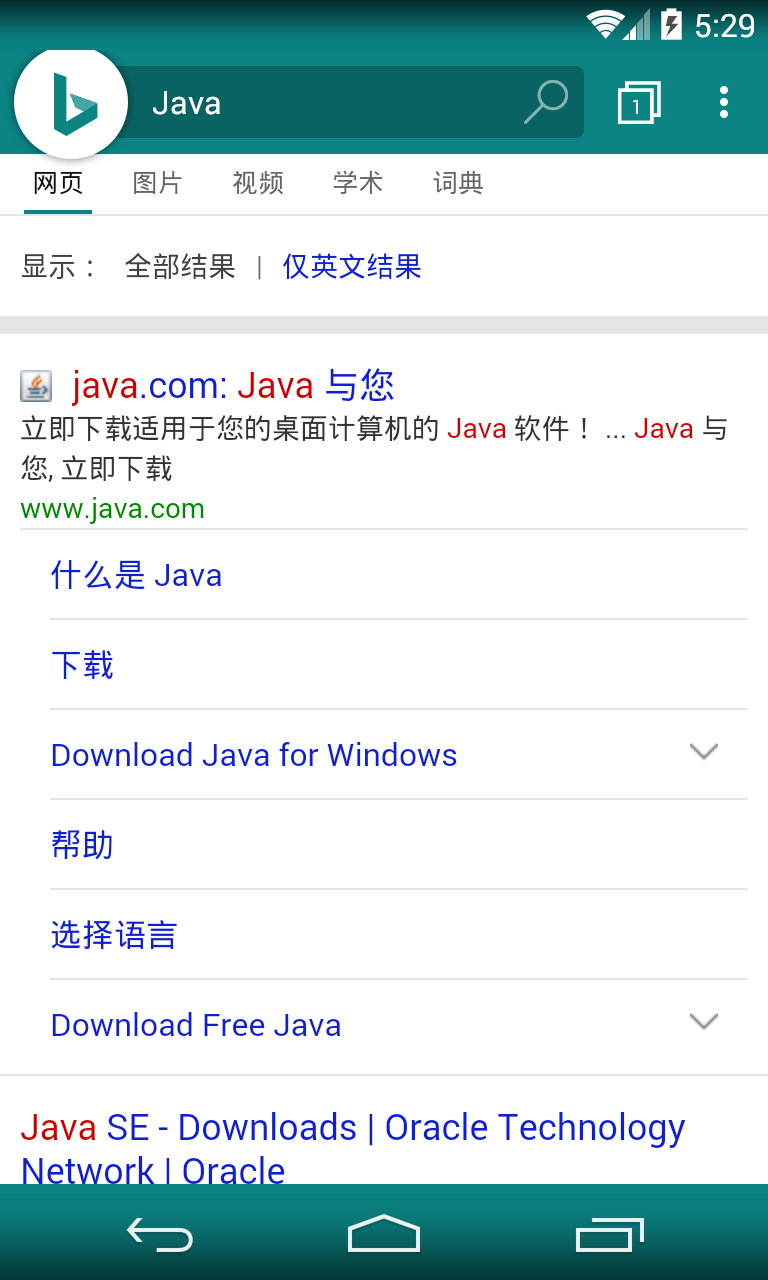 5:29
Java
1
网页 图片 视频 学术 词典
显示： 全部结果 | 仅英文结果
java.com: Java 与您
立即下载适用于您的桌面计算机的 Java 软件！ ... Java 与
您, 立即下载
www.java.com
什么是 Java
下载
Download Java for Windows
帮助
选择语言
Download Free Java
Java SE - Downloads | Oracle Technology
Network | Oracle